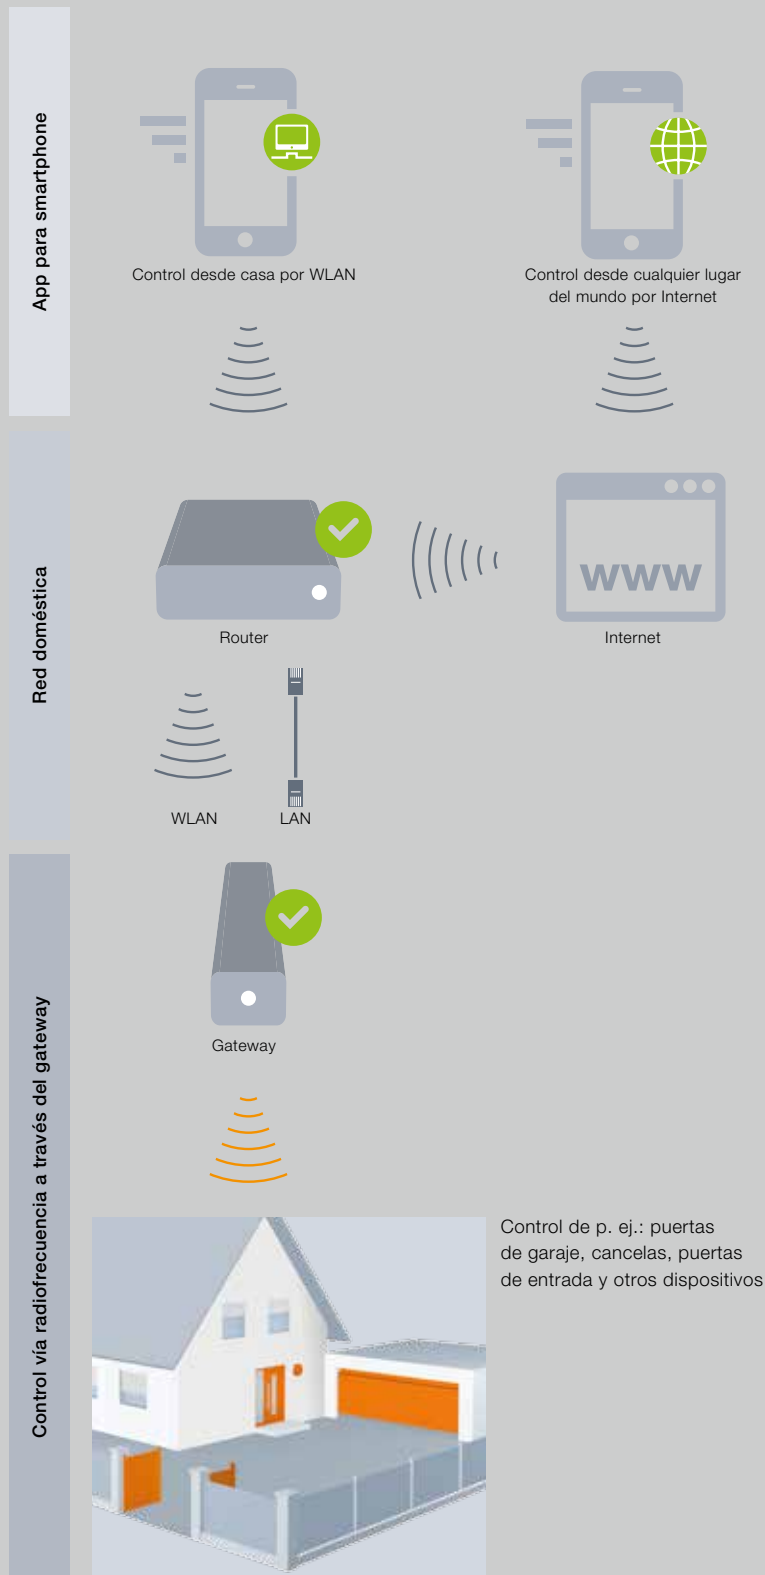 App para smartphone
Control desde casa por WLAN
Control desde cualquier lugar
del mundo por Internet
Red doméstica
www
Router
Internet
WLAN
LAN
Control vía radiofrecuencia a través del gateway
Gateway
Control de p. ej.: puertas
de garaje, cancelas, puertas
de entrada y otros dispositivos